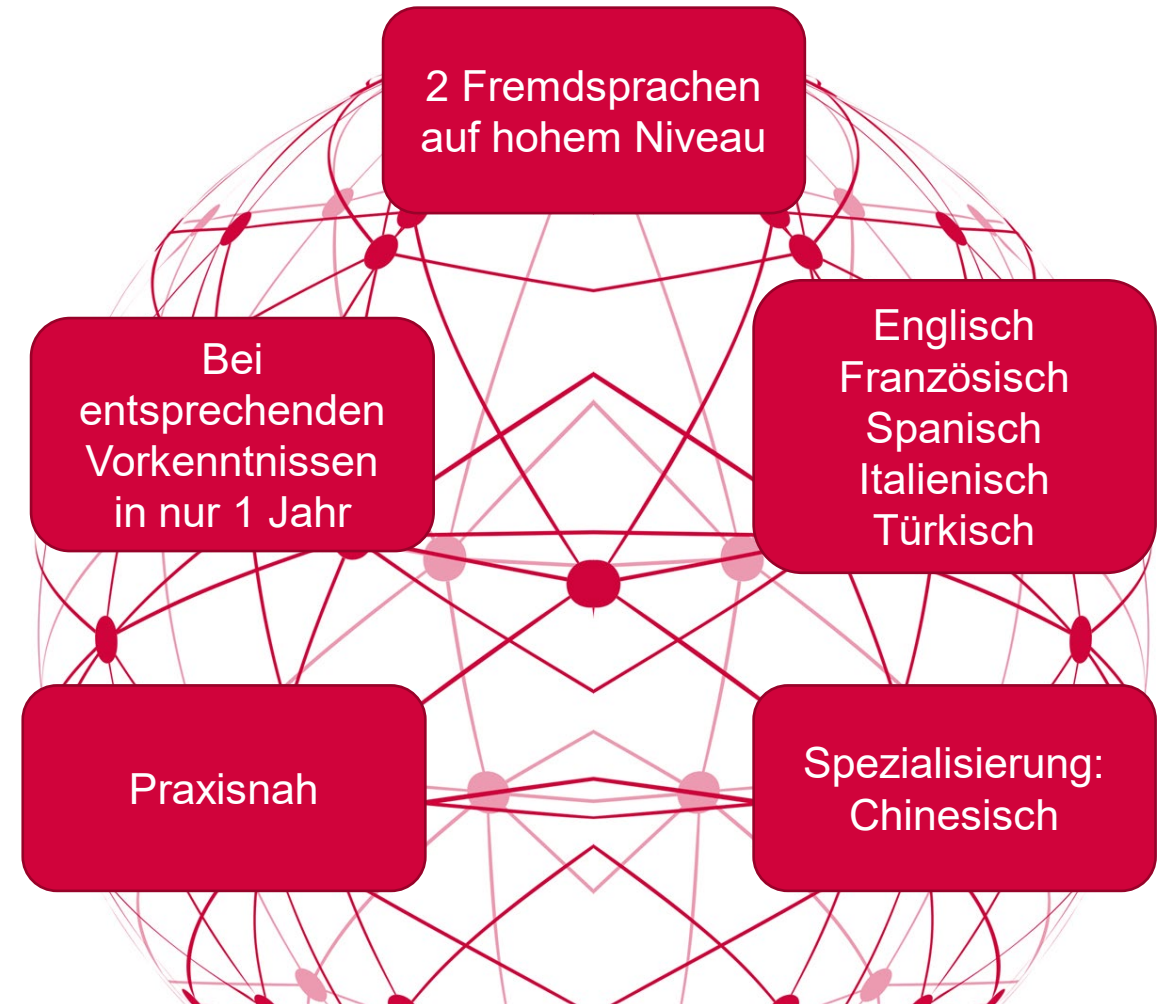 2 Fremdsprachen
auf hohem Niveau
Bei
entsprechenden
Vorkenntnissen
in nur 1 Jahr
Englisch
Französisch
Spanisch
Italienisch
Türkisch
Praxisnah
Spezialisierung:
Chinesisch